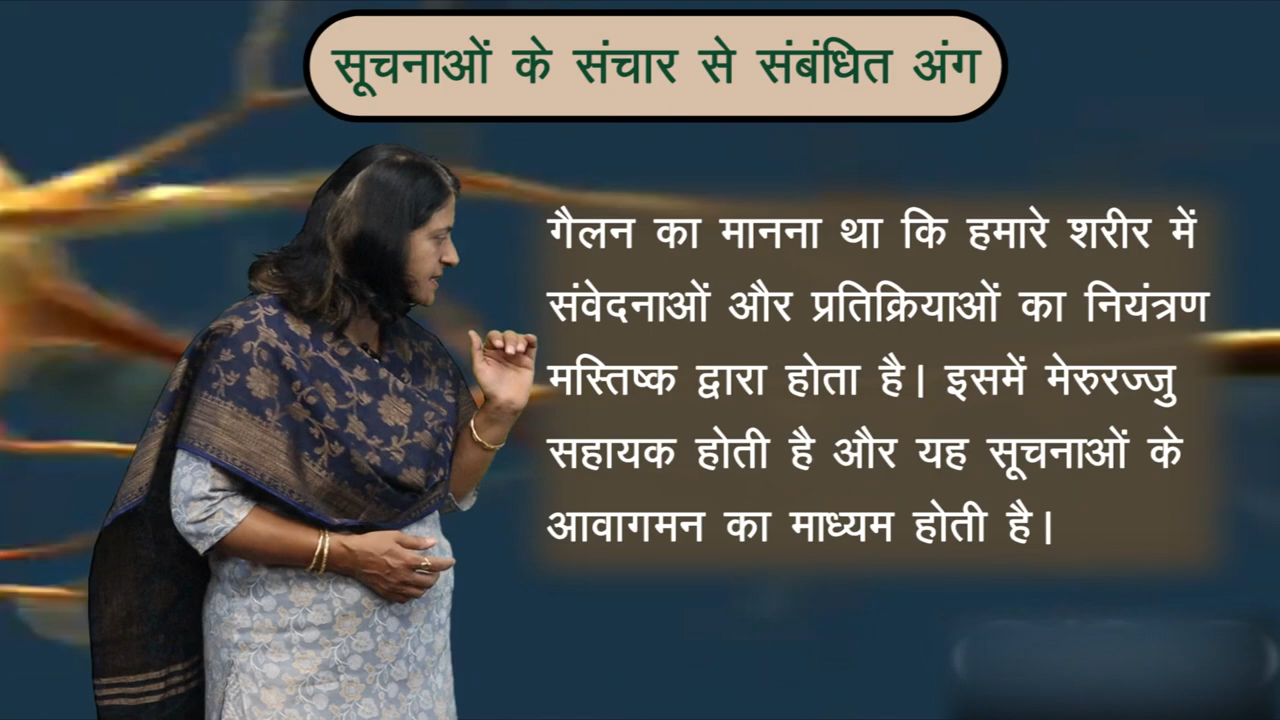 सूचनाओं के संचार से संबंधित अंग
गैलन का मानना था कि हमारे शरीर में
संवेदनाओं और प्रतिक्रियाओं का नियंत्रण
मस्तिष्क द्वारा होता है। इसमें मेरुरज्जु
सहायक होती है और यह सूचनाओं के
आवागमन का माध्यम होती है।